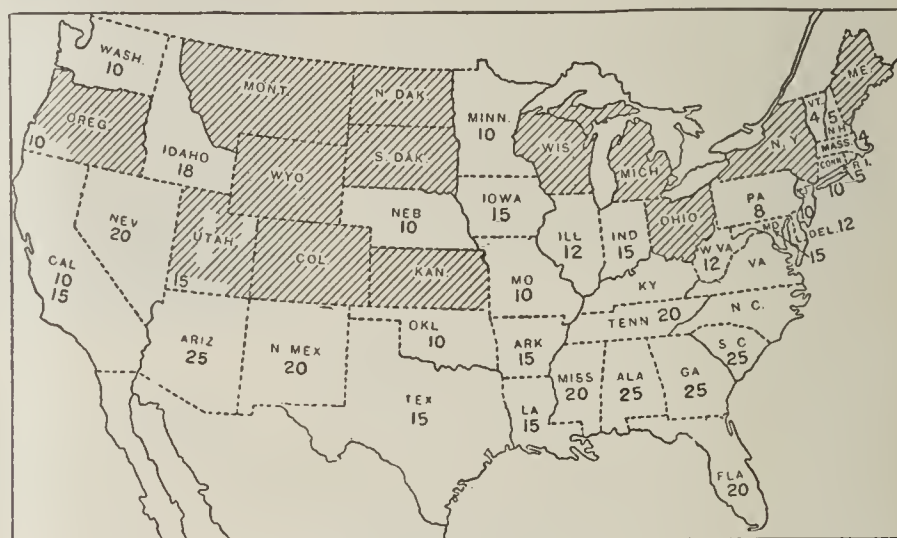 WASH.
10
OREG.
10
IDAHO
18
MONT.
N. DAK.
S. DAK.
WYO
NEV
20
UTAH
15
COL
CAL
10
15
ARIZ
25
N MEX
20
NEB
10
KAN.
OKL
10
TEX
15
MINN.
10
IOWA
15
MO
10
ARK
15
LA
15
WIS
ILL
12
MICH
IND
15
OHIO
KY
TENN 20
MISS
20
ALA
25
GA
25
FLA
20
S C
25
N C.
VA
W VA
12
PA
8
MD
15
DEL. 12
10
N. Y.
VT.
4
5
N H
ME.
MASS.
4
CONN
10
R I.
5